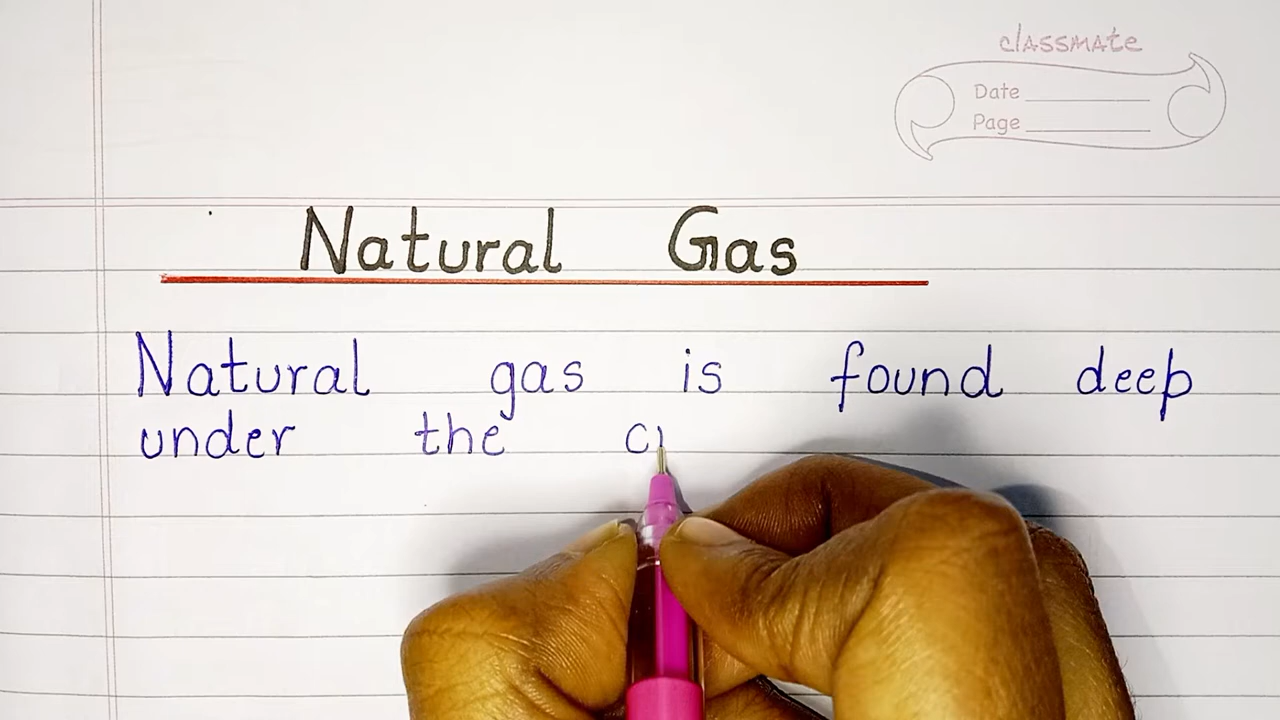 classmate
Date
Page
Natural Gas
Natural gas is found deep
under the